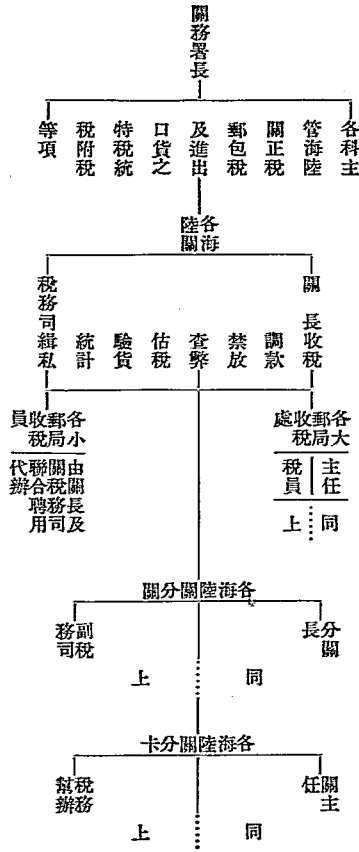 關務署長
各科主
管海陸
關正稅
郵包稅
及進出
口貨之
特稅統
稅附稅
等項
各海
陸關
關 長收稅
調款
禁放
查弊
估稅
驗貨
統計
稅務司緝私
各大郵局收稅處
主任
稅員
同……上
各小郵局收稅員
由關長及
關稅務司
聯合聘用
代辦
各海陸關分關
分關長
副稅務司
同……上
各海陸關分卡
關主任
稅務幫辦
同……上